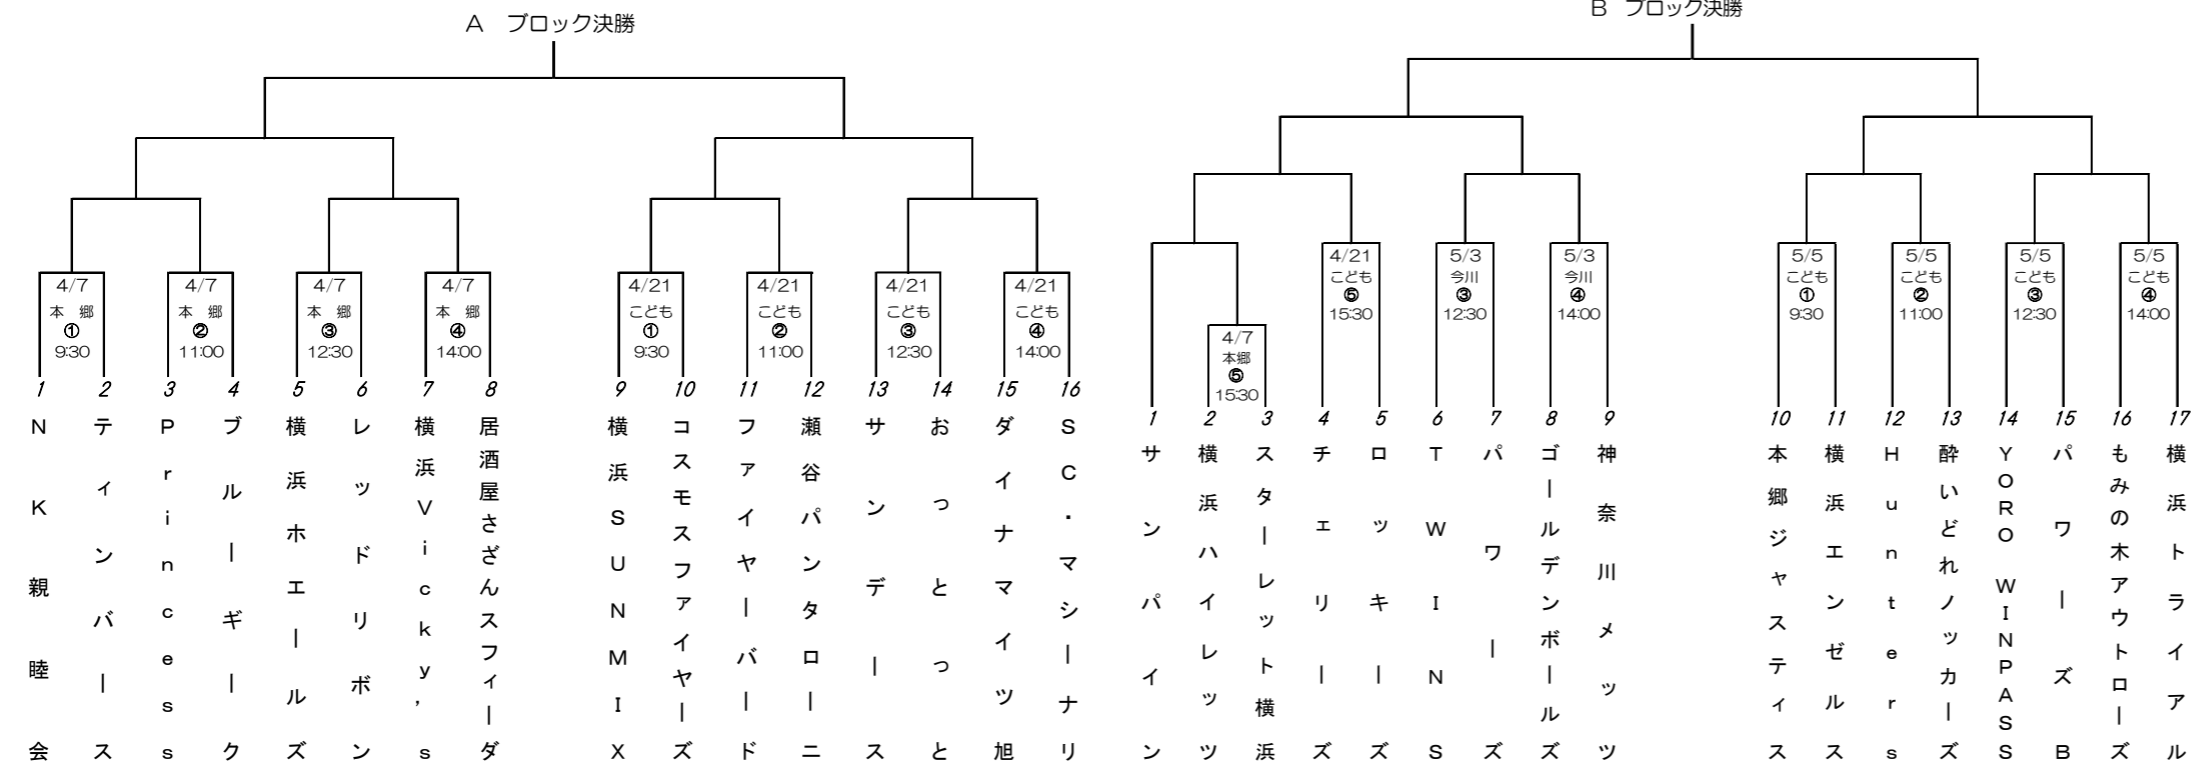 A ブロック決勝
4/7
本 郷
①
9:30
4/7
本 郷
②
11:00
4/7
本 郷
③
12:30
4/7
本 郷
④
14:00
4/21
こども
①
9:30
4/21
こども
②
11:00
4/21
こども
③
12:30
4/21
こども
④
14:00
1
NK親睦会
2
ティンバース
3
Princess
4
ブルーギーク
5
横浜ホエールズ
6
レッドリボン
7
横浜Vicky's
8
居酒屋さざんスフィーダ
9
横浜SUNMIX
10
コスモスファイヤーズ
11
ファイヤーバード
12
瀬谷パンタローニ
13
サンデース
14
おっとっと
15
ダイナマイツ旭
16
SC・マシーナリ
B ブロック決勝
4/7
本郷
⑤
15:30
4/21
こども
⑤
15:30
5/3
今川
③
12:30
5/3
今川
④
14:00
5/5
こども
①
9:30
5/5
こども
②
11:00
5/5
こども
③
12:30
5/5
こども
④
14:00
1
サンパイン
2
横浜ハイレッツ
3
スターレット横浜
4
チェリーズ
5
ロッキーズ
6
TWINS
7
パワーズ
8
ゴールデンボールズ
9
神奈川メッツ
10
本郷ジャスティス
11
横浜エンゼルス
12
Hunters
13
酔いどれノッカーズ
14
YORO WINPASS
15
パワーズB
16
もみの木アウトローズ
17
横浜トライアル